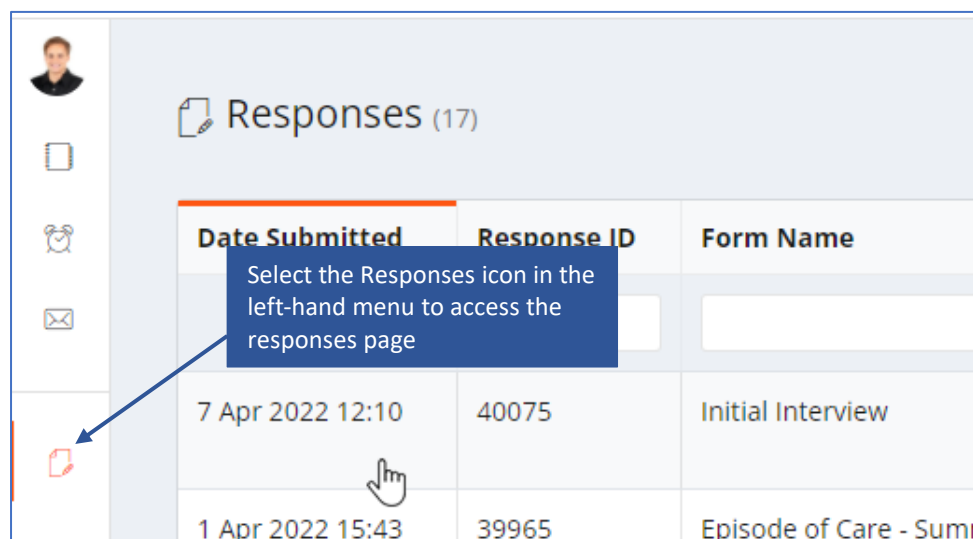 Responses (17)
Date Submitted Response ID Form Name
Select the Responses icon in the
left-hand menu to access the
responses page
7 Apr 2022 12:10 40075 Initial Interview
1 Apr 2022 15:43 39965 Episode of Care -